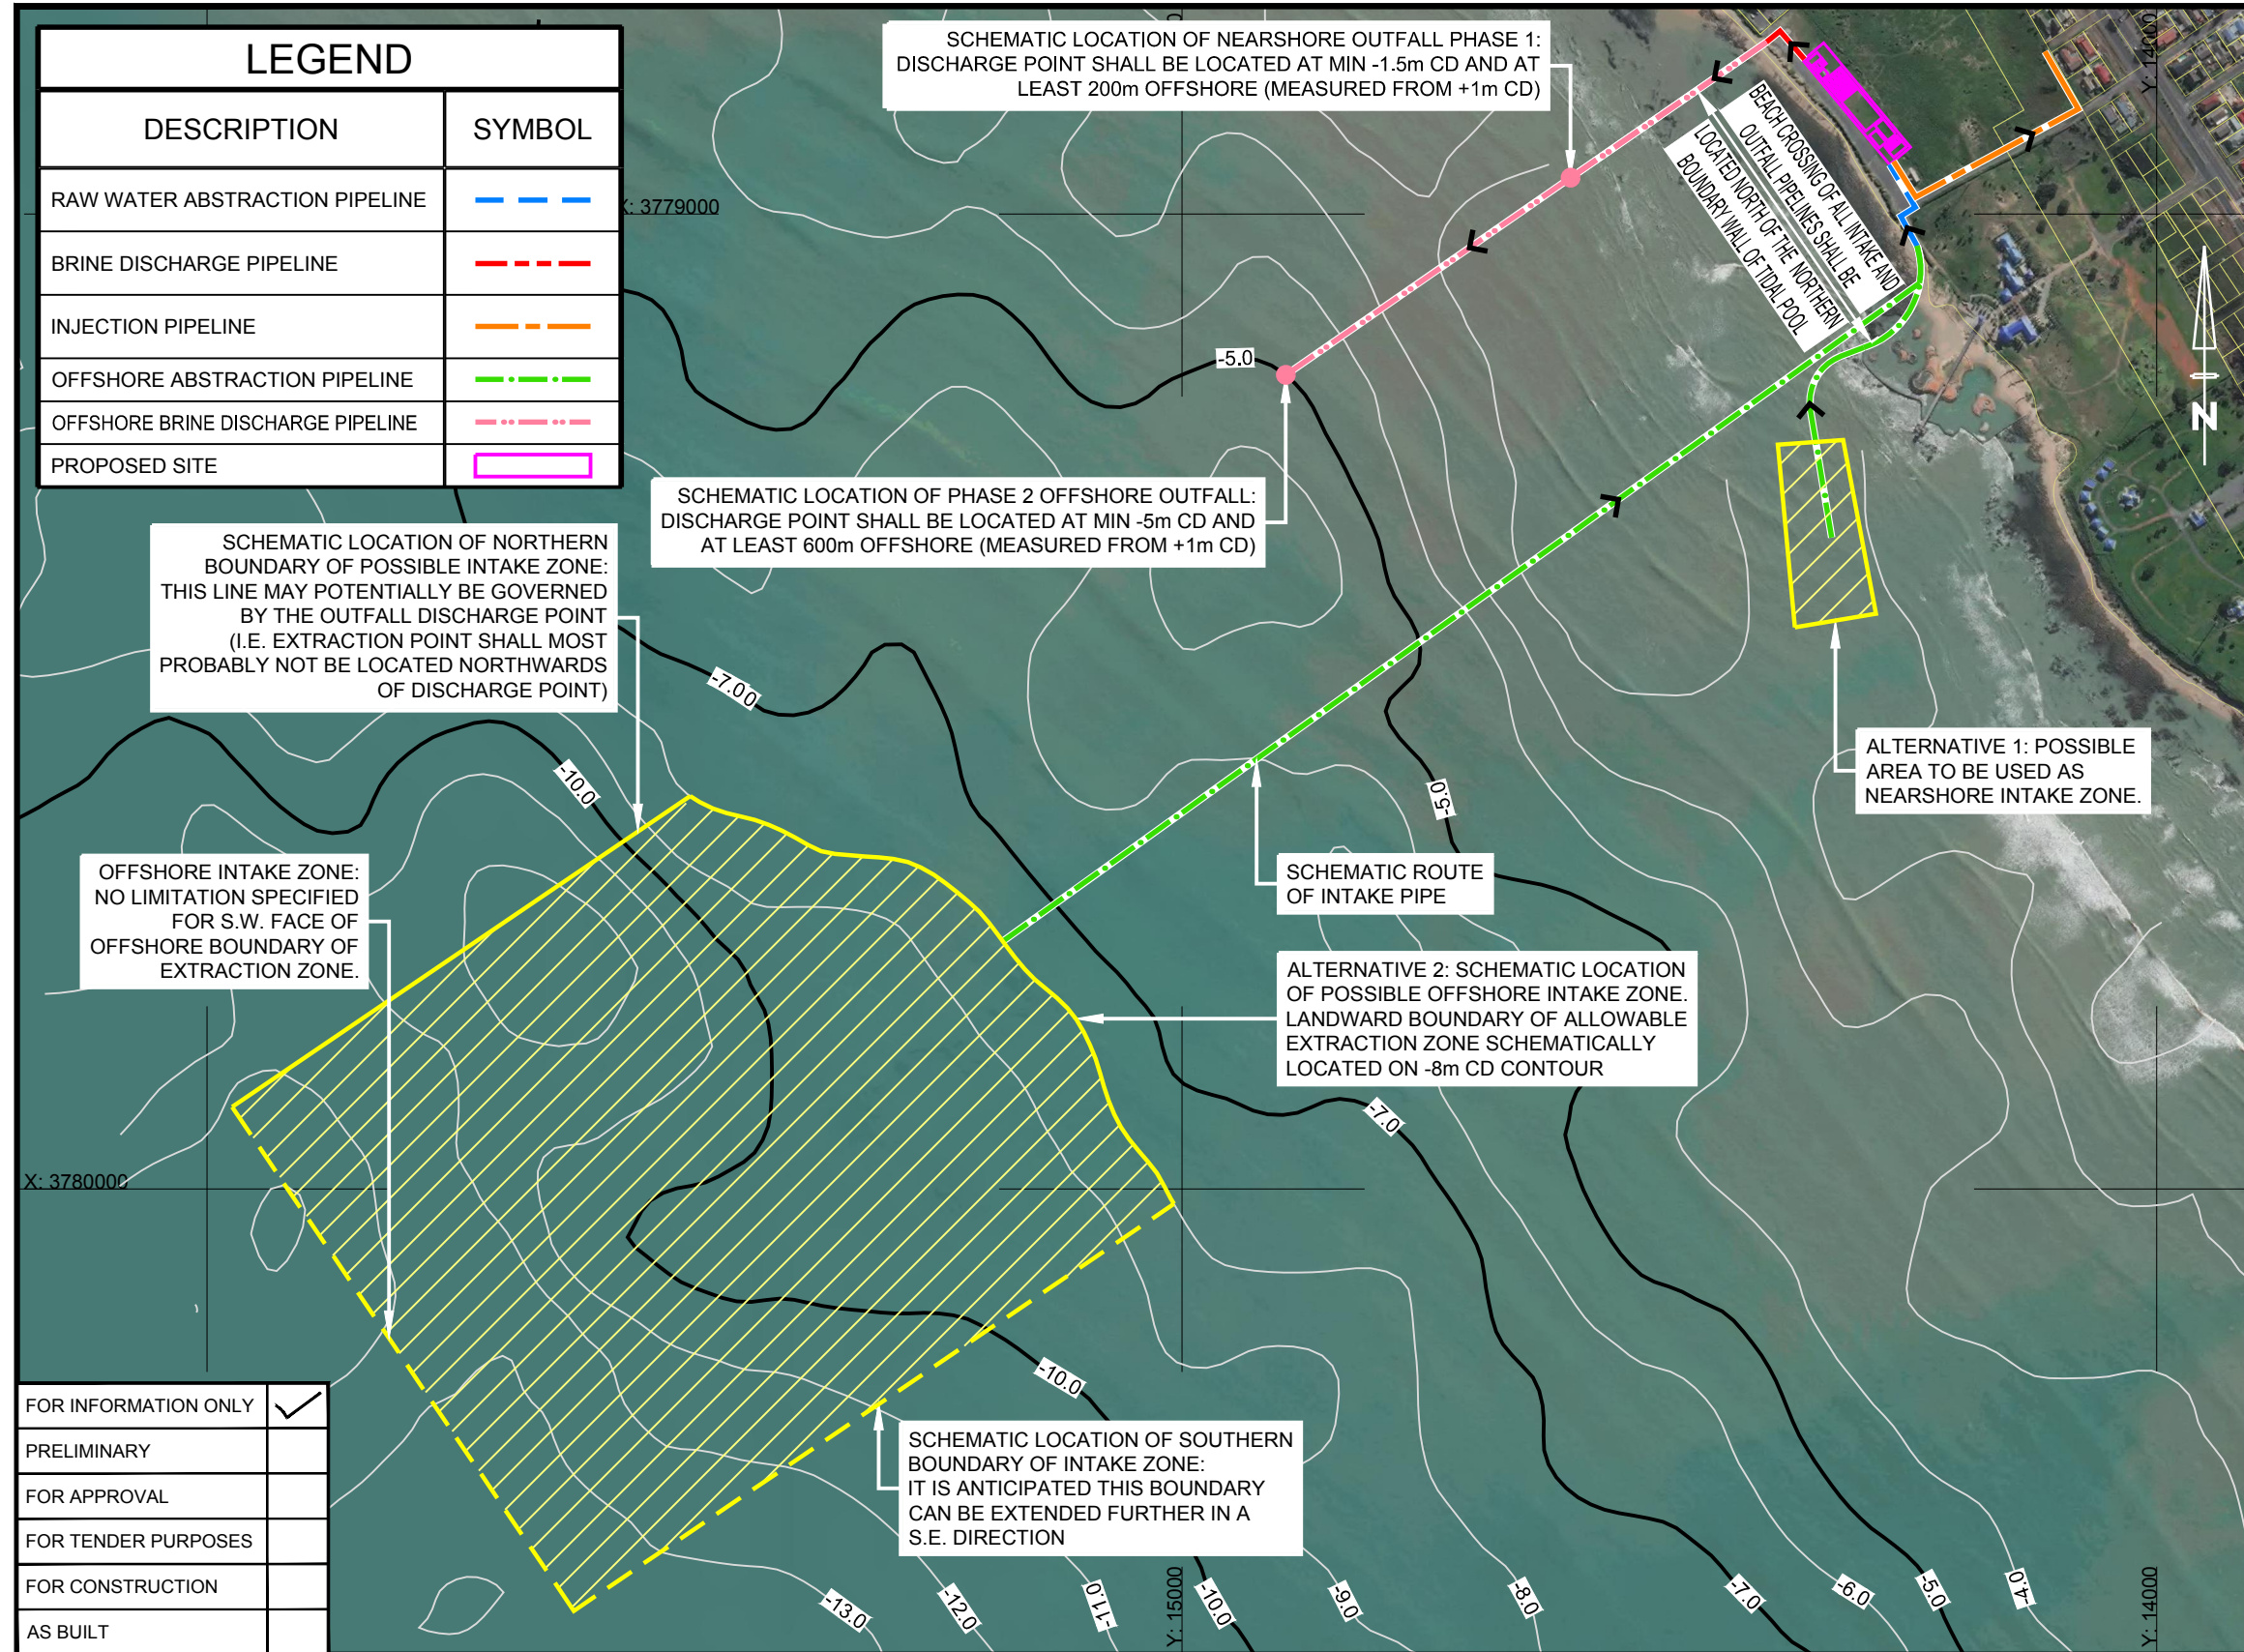 LEGEND
DESCRIPTION
SYMBOL
RAW WATER ABSTRACTION PIPELINE
BRINE DISCHARGE PIPELINE
INJECTION PIPELINE
OFFSHORE ABSTRACTION PIPELINE
OFFSHORE BRINE DISCHARGE PIPELINE
PROPOSED SITE
SCHEMATIC LOCATION OF NEARSHORE OUTFALL PHASE 1:
DISCHARGE POINT SHALL BE LOCATED AT MIN -1.5m CD AND AT
LEAST 200m OFFSHORE (MEASURED FROM +1m CD)
BEACH CROSSING OF ALL INTAKE AND
OUTFALL PIPELINES SHALL BE
LOCATED NORTH OF THE NORTHERN
BOUNDARY WALL OF TIDAL POOL
Y: 14000
X: 3779000
N
-5.0
SCHEMATIC LOCATION OF PHASE 2 OFFSHORE OUTFALL:
DISCHARGE POINT SHALL BE LOCATED AT MIN -5m CD AND
AT LEAST 600m OFFSHORE (MEASURED FROM +1m CD)
SCHEMATIC LOCATION OF NORTHERN
BOUNDARY OF POSSIBLE INTAKE ZONE:
THIS LINE MAY POTENTIALLY BE GOVERNED
BY THE OUTFALL DISCHARGE POINT
(I.E. EXTRACTION POINT SHALL MOST
PROBABLY NOT BE LOCATED NORTHWARDS
OF DISCHARGE POINT)
-7.00
-10.0
-5.0
ALTERNATIVE 1: POSSIBLE
AREA TO BE USED AS
NEARSHORE INTAKE ZONE.
OFFSHORE INTAKE ZONE:
NO LIMITATION SPECIFIED
FOR S.W. FACE OF
OFFSHORE BOUNDARY OF
EXTRACTION ZONE.
SCHEMATIC ROUTE
OF INTAKE PIPE
ALTERNATIVE 2: SCHEMATIC LOCATION
OF POSSIBLE OFFSHORE INTAKE ZONE.
LANDWARD BOUNDARY OF ALLOWABLE
EXTRACTION ZONE SCHEMATICALLY
LOCATED ON -8m CD CONTOUR
-7.0
X: 3780000
-10.0
SCHEMATIC LOCATION OF SOUTHERN
BOUNDARY OF INTAKE ZONE:
IT IS ANTICIPATED THIS BOUNDARY
CAN BE EXTENDED FURTHER IN A
S.E. DIRECTION
FOR INFORMATION ONLY
PRELIMINARY
FOR APPROVAL
FOR TENDER PURPOSES
FOR CONSTRUCTION
AS BUILT
-13.0
-12.0
-11.0
Y: 15000
-10.0
-9.0
-8.0
-7.0
-6.0
-5.0
-4.0
Y: 14000